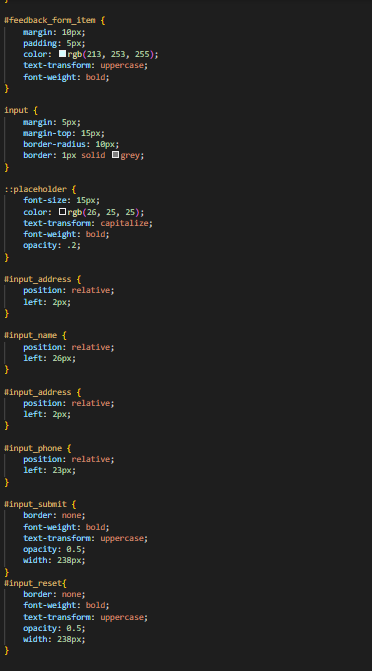 }
#feedback_form_item {
margin: 10px;
padding: 5px;
color: rgb(213, 253, 255);
text-transform: uppercase;
font-weight: bold;
}
input {
margin: 5px;
margin-top: 15px;
border-radius: 10px;
border: 1px solid grey;
}
::placeholder {
font-size: 15px;
color: rgb(26, 25, 25);
text-transform: capitalize;
font-weight: bold;
opacity: .2;
}
#input_address {
position: relative;
left: 2px;
}
#input_name {
position: relative;
left: 26px;
}
#input_address {
position: relative;
left: 2px;
}
#input_phone {
position: relative;
left: 23px;
}
#input_submit {
border: none;
font-weight: bold;
text-transform: uppercase;
opacity: 0.5;
width: 238px;
}
#input_reset{
border: none;
font-weight: bold;
text-transform: uppercase;
opacity: 0.5;
width: 238px;
}